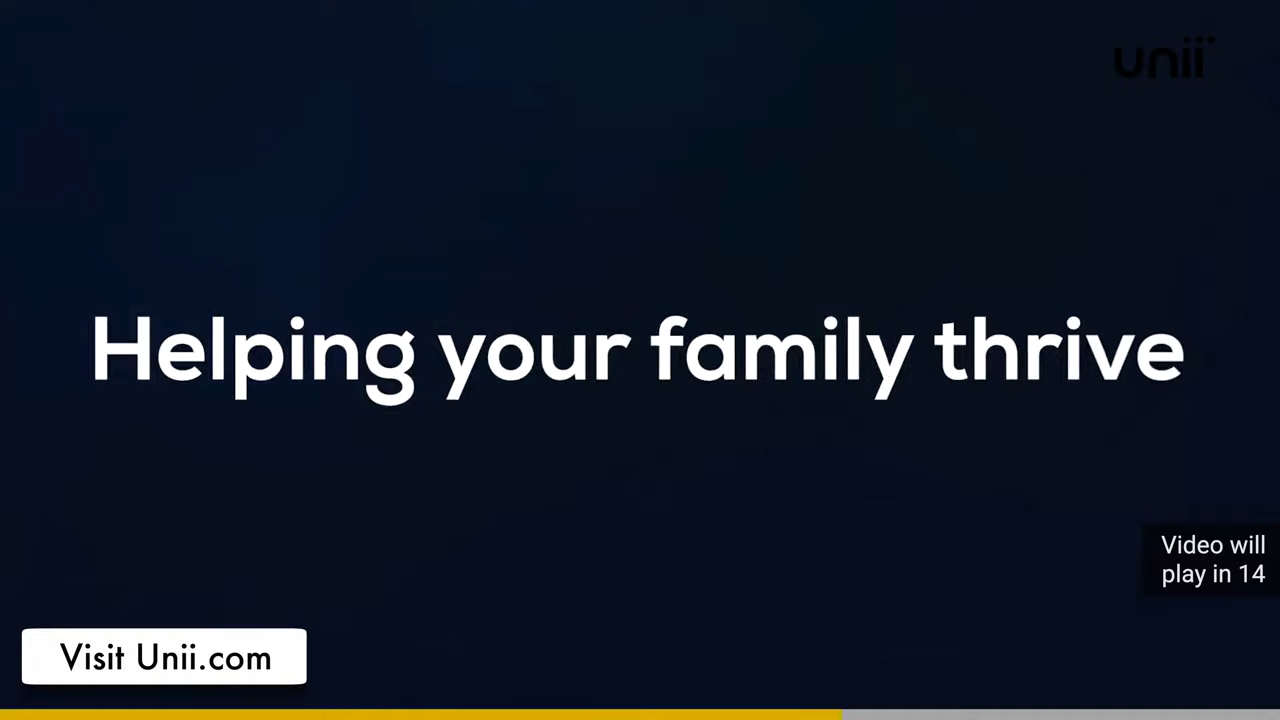 unii
Helping your family thrive
Video will
play in 14
Visit Unii.com